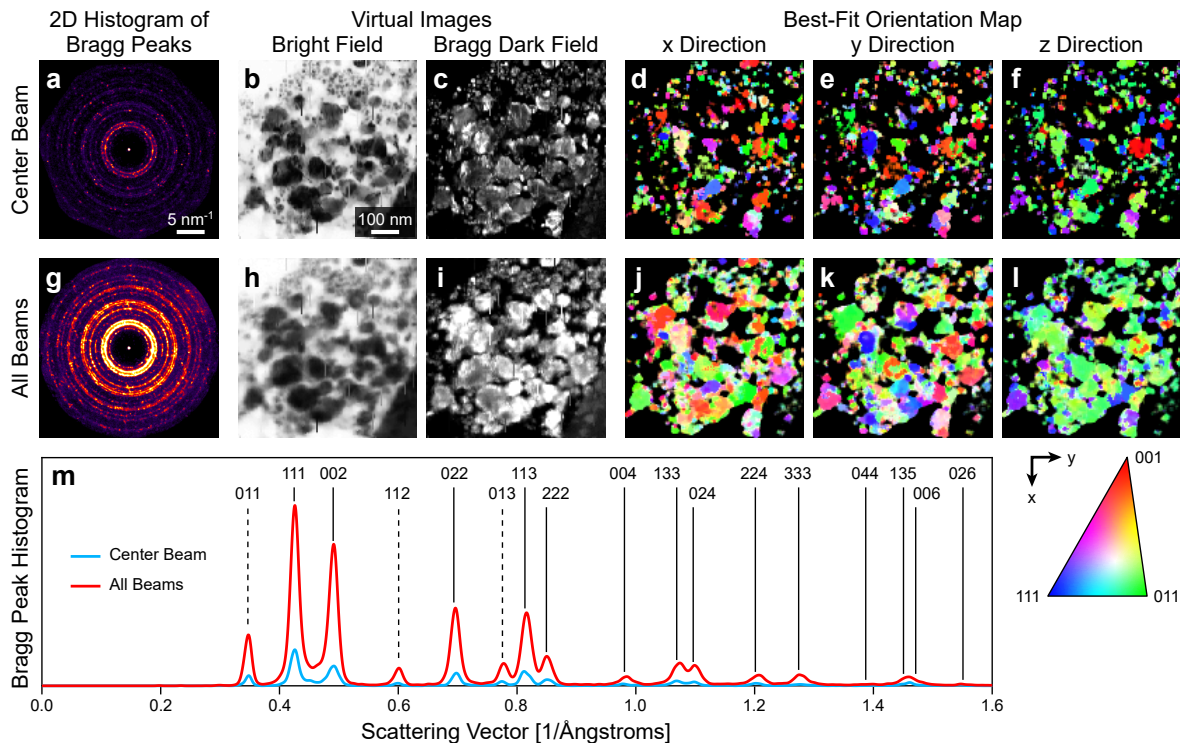 2D Histogram of
Bragg Peaks
Virtual Images
Bright Field
Bragg Dark Field
Best-Fit Orientation Map
x Direction
y Direction
z Direction
Center Beam
a
5 nm⁻¹
b
100 nm
c
d
e
f
All Beams
g
h
i
j
k
l
Bragg Peak Histogram
m
111 002 022 113 004 133 224 333 044 135 026
011 112 013 222 024 006
Center Beam
All Beams
0.0 0.2 0.4 0.6 0.8 1.0 1.2 1.4 1.6
Scattering Vector [1/Ångstroms]
y
x
001
111
011